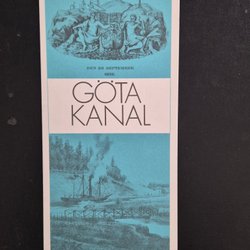 DEN 26 SEPTEMBER
1832.
GÖTA
KANAL